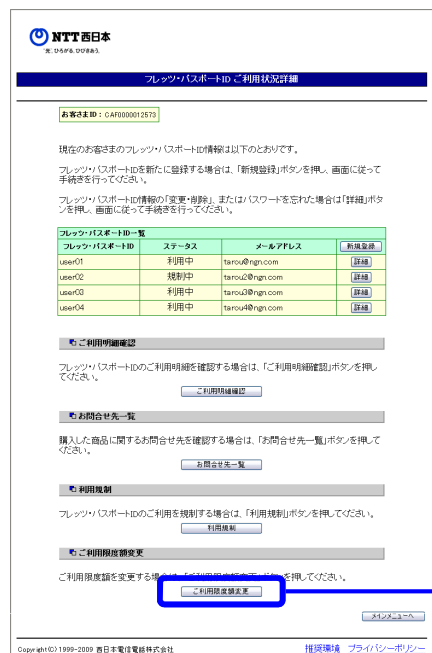 NTT西日本
"光"、ひろがる。ひびきあう。
フレッツ・パスポートID ご利用状況詳細
お客さまID： CAF0000012573
現在のお客さまのフレッツ・パスポートID情報は以下のとおりです。
フレッツ・パスポートIDを新たに登録する場合は、「新規登録」ボタンを押し、画面に従って
手続きを行ってください。
フレッツ・パスポートID情報の「変更・削除」、またはパスワードを忘れた場合は「詳細」ボタ
ンを押し、画面に従って手続きを行ってください。
フレッツ・パスポートID一覧
フレッツ・パスポートID ステータス メールアドレス 新規登録
user01 利用中 tarou@ngn.com 詳細
user02 規制中 tarou2@ngn.com 詳細
user03 利用中 tarou3@ngn.com 詳細
user04 利用中 tarou4@ngn.com 詳細
ご利用明細確認
フレッツ・パスポートIDのご利用明細を確認する場合は、「ご利用明細確認」ボタンを押し
てください。
ご利用明細確認
お問合せ先一覧
購入した商品に関するお問合せ先を確認する場合は、「お問合せ先一覧」ボタンを押して
ください。
お問合せ先一覧
利用規制
フレッツ・パスポートIDのご利用を規制する場合は、「利用規制」ボタンを押してください。
利用規制
ご利用限度額変更
ご利用限度額を変更する場合は、「ご利用限度額変更」ボタンを押してください。
ご利用限度額変更
メインメニューへ
Copyright(C) 1999-2009 西日本電信電話株式会社 推奨環境 プライバシーポリシー